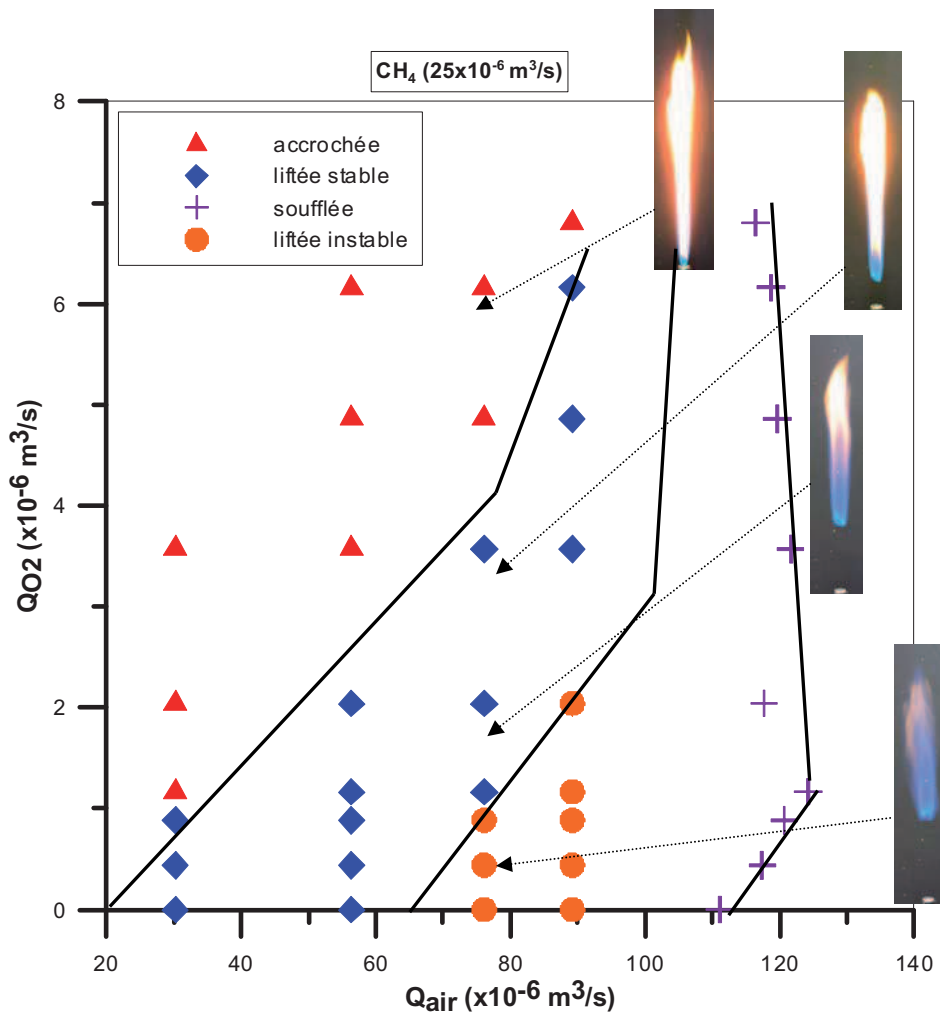 CH4 (25x10-6 m3/s)
8
accrochée
liftée stable
soufflée
liftée instable
6
4
2
0
QO2 (x10-6 m3/s)
20 40 60 80 100 120 140
Qair (x10-6 m3/s)